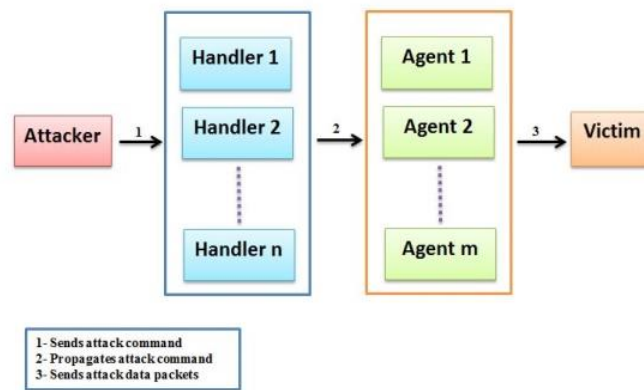 Attacker
1
Handler 1
Handler 2
Handler n
2
Agent 1
Agent 2
Agent m
3
Victim
1- Sends attack command
2- Propagates attack command
3- Sends attack data packets